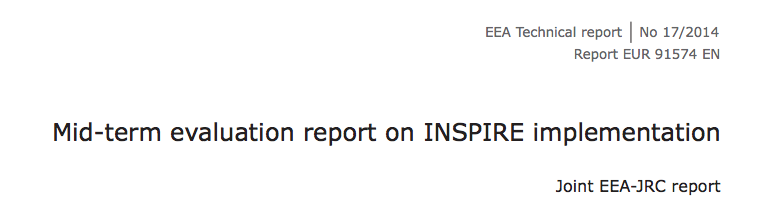 EEA Technical report | No 17/2014
Report EUR 91574 EN
Mid-term evaluation report on INSPIRE implementation
Joint EEA-JRC report